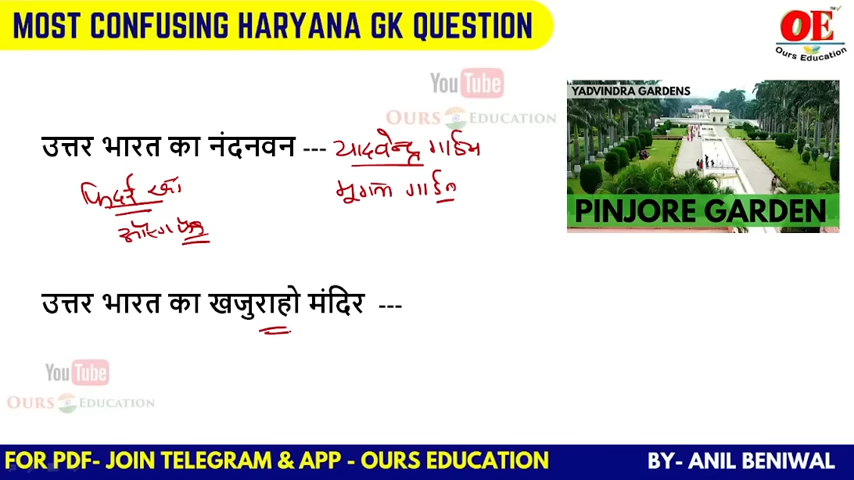 MOST CONFUSING HARYANA GK QUESTION
OE
Ours Education
YouTube
OURS EDUCATION
YADVINDRA GARDENS
PINJORE GARDEN
उत्तर भारत का नंदनवन --- यादवेन्द्र गार्डन
मुगल गार्डन
उत्तर भारत का खजुराहो मंदिर ---
YouTube
OURS EDUCATION
FOR PDF- JOIN TELEGRAM & APP - OURS EDUCATION
BY- ANIL BENIWAL